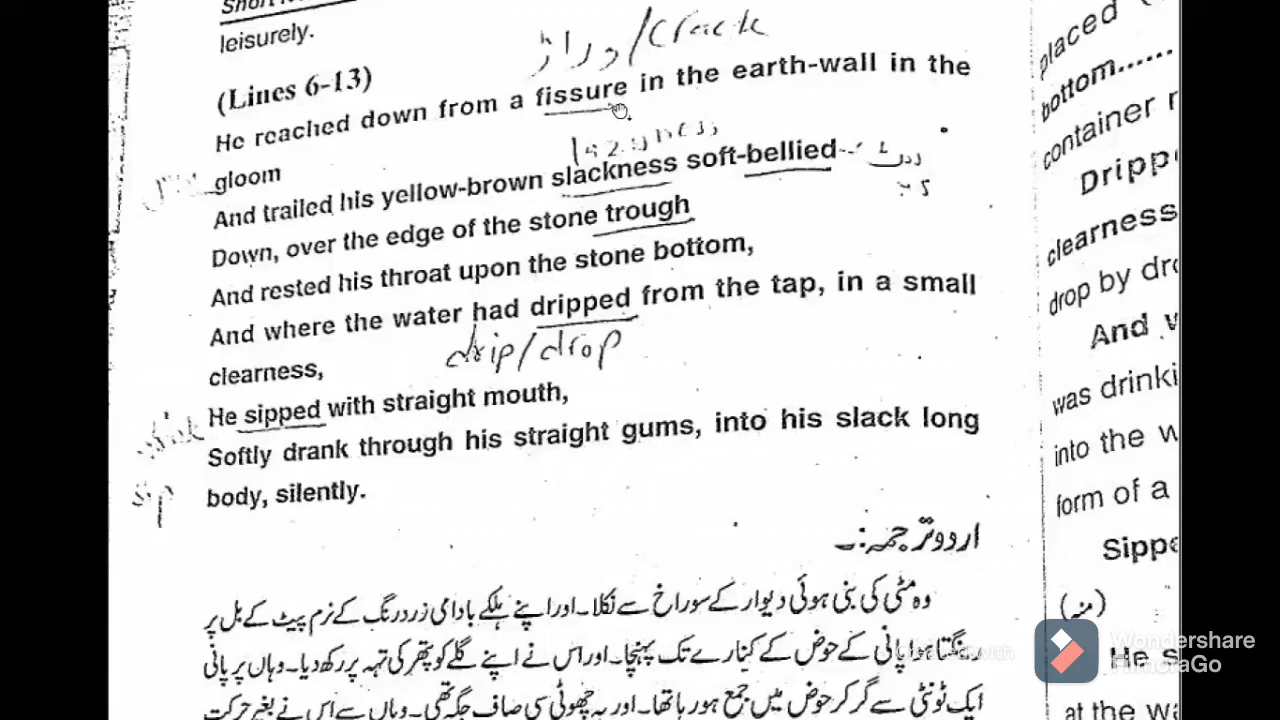 leisurely.
(Lines 6-13)
دراڑ/Crack
He reached down from a fissure in the earth-wall in the
gloom
laziness
And trailed his yellow-brown slackness soft-bellied
Down, over the edge of the stone trough
And rested his throat upon the stone bottom,
And where the water had dripped from the tap, in a small
drip/drop
clearness,
He sipped with straight mouth,
Softly drank through his straight gums, into his slack long
sip
body, silently.
اردو ترجمہ:۔
وہ مٹی کی بنی ہوئی دیوار کے سوراخ سے نکلا۔ اور اپنے ہلکے بادامی زرد رنگ کے نرم پیٹ کے بل پر
رینگتا ہوا پانی کے حوض کے کنارے تک پہنچا۔ اور اس نے اپنے گلے کو پتھر کی تہہ پر رکھ دیا۔ وہاں پر پانی
ایک ٹونٹی سے گر کر حوض میں جمع ہو رہا تھا۔ اور یہ چھوٹی سی صاف جگہ تھی۔ وہاں سے اس نے بغیر حرکت
placed
bottom......
container
clearness
drop by
And
was
into the
form of a
(منہ)
He
at the
Wondershare
FilmoraGo